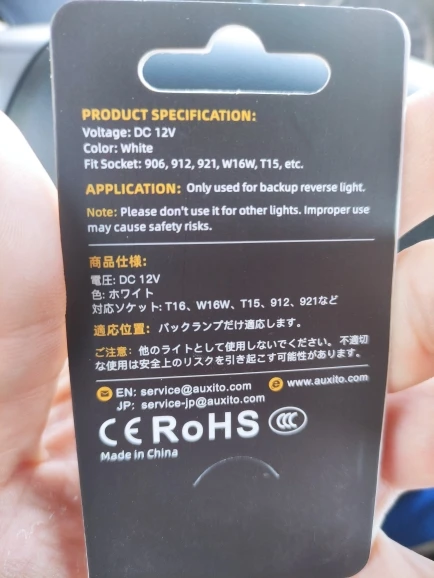 PRODUCT SPECIFICATION:
Voltage: DC 12V
Color: White
Fit Socket: 906, 912, 921, W16W, T15, etc.
APPLICATION: Only used for backup reverse light.
Note: Please don't use it for other lights. Improper use
may cause safety risks.
商品仕様:
電圧: DC 12V
色: ホワイト
対応ソケット: T16、W16W、T15、912、921など
適応位置: バックランプだけ適応します。
ご注意: 他のライトとして使用しないでください。不適切
な使用は安全上のリスクを引き起こす可能性があります。
EN: service@auxito.com
www.auxito.com
JP: service-jp@auxito.com
CE RoHS CCC
Made in China